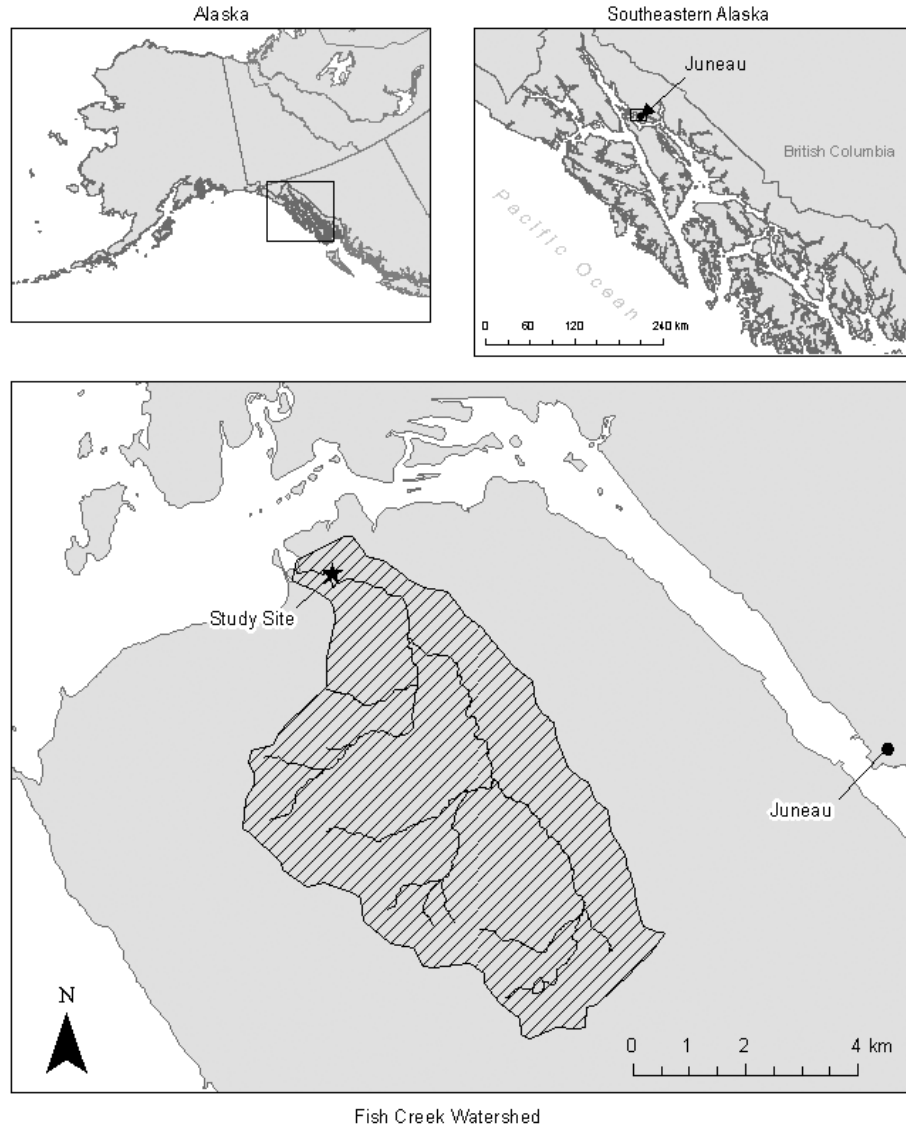 Alaska
Southeastern Alaska
Juneau
British Columbia
Pacific Ocean
0 60 120 240 km
Study Site
Juneau
N
0 1 2 4 km
Fish Creek Watershed